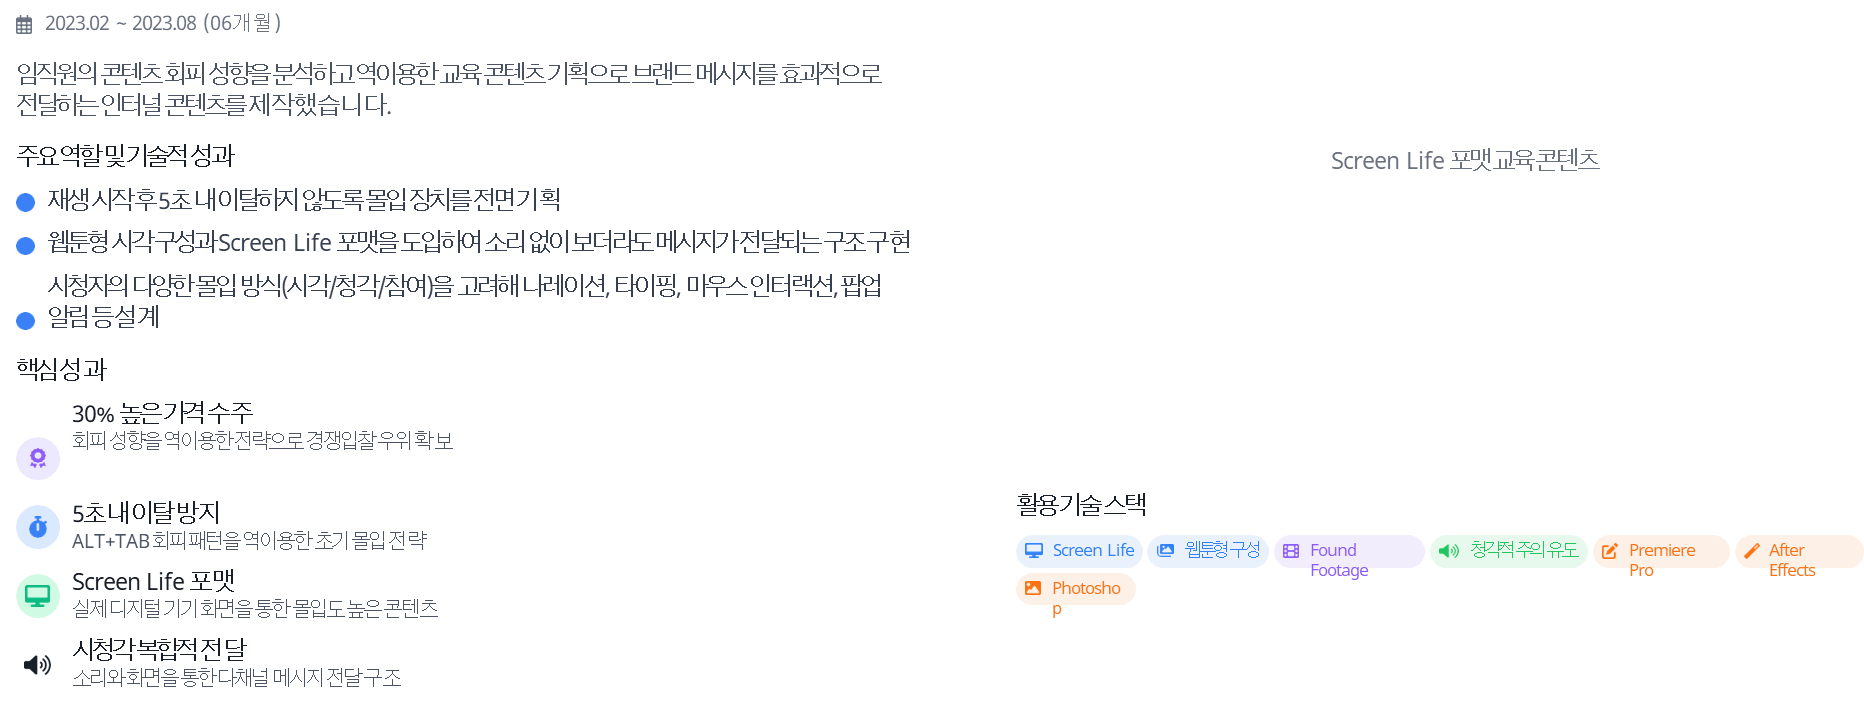 2023.02 ~ 2023.08 (06개월)
임직원의 콘텐츠 회피 성향을 분석하고 역이용한 교육 콘텐츠 기획으로 브랜드 메시지를 효과적으로
전달하는 인터널 콘텐츠를 제작했습니다.
주요 역할 및 기술적 성과
재생 시작 후 5초 내 이탈하지 않도록 몰입 장치를 전면 기획
웹툰형 시각 구성과 Screen Life 포맷을 도입하여 소리 없이 보더라도 메시지가 전달되는 구조 구현
시청자의 다양한 몰입 방식(시각/청각/참여)을 고려해 나레이션, 타이핑, 마우스 인터랙션, 팝업
알림 등 설계
핵심 성과
30% 높은 가격 수주
회피 성향을 역이용한 전략으로 경쟁입찰 우위 확보
5초 내 이탈 방지
ALT+TAB 회피 패턴을 역이용한 초기 몰입 전략
Screen Life 포맷
실제 디지털 기기 화면을 통한 몰입도 높은 콘텐츠
시청각 복합적 전달
소리와 화면을 통한 다채널 메시지 전달 구조
Screen Life 포맷 교육 콘텐츠
활용 기술 스택
Screen Life
웹툰형 구성
Found
Footage
청각적 주의 유도
Premiere
Pro
After
Effects
Photosho
p